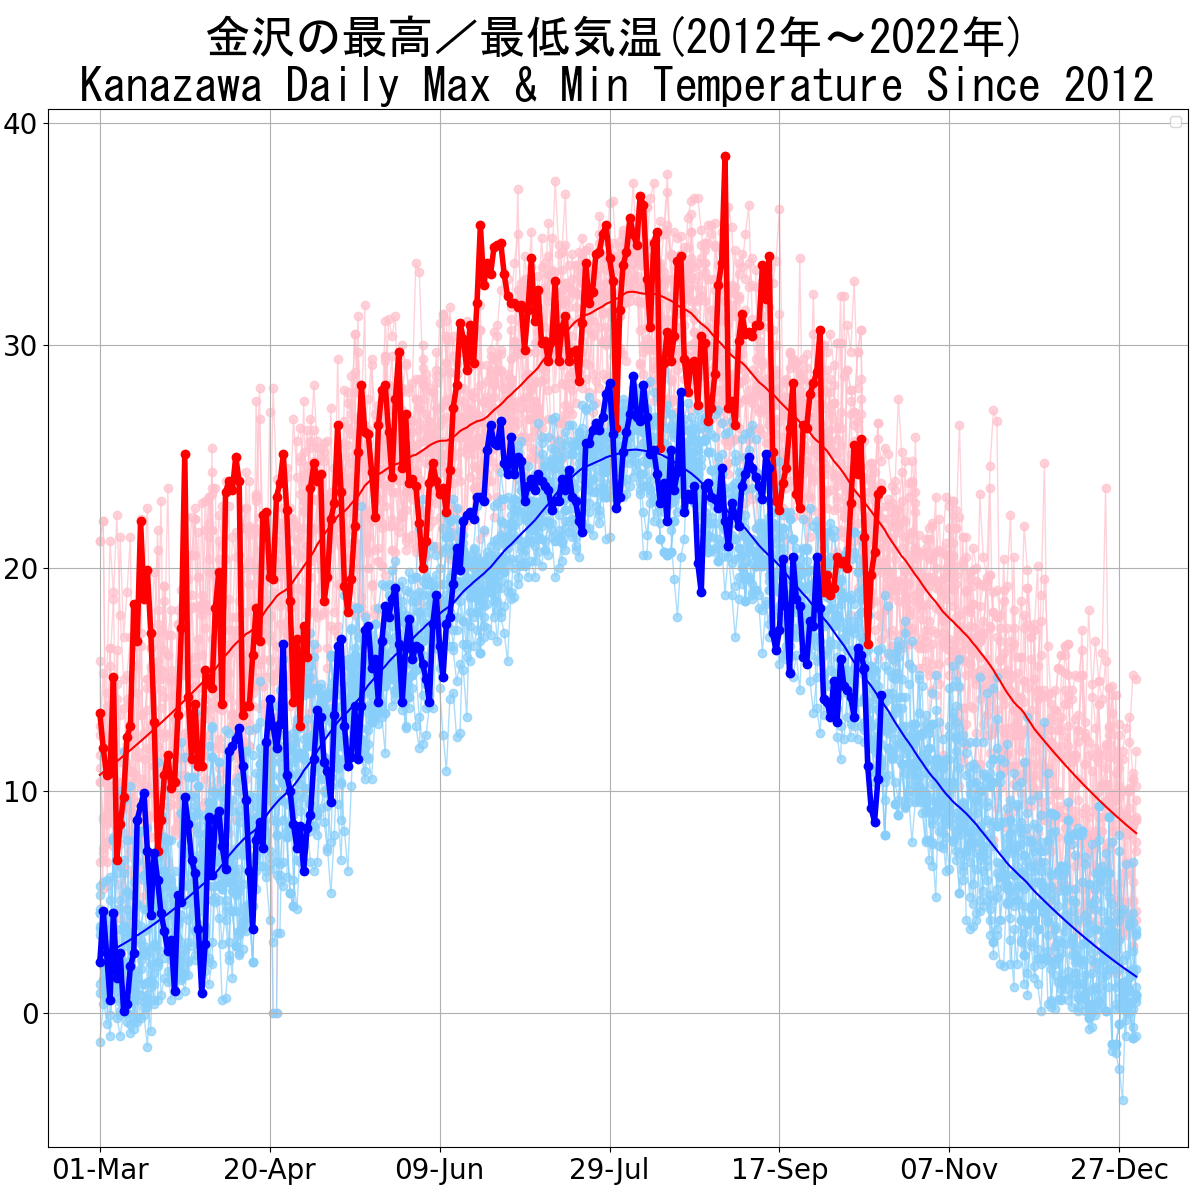 金沢の最高／最低気温(2012年～2022年)
Kanazawa Daily Max & Min Temperature Since 2012
40
30
20
10
0
01-Mar 20-Apr 09-Jun 29-Jul 17-Sep 07-Nov 27-Dec